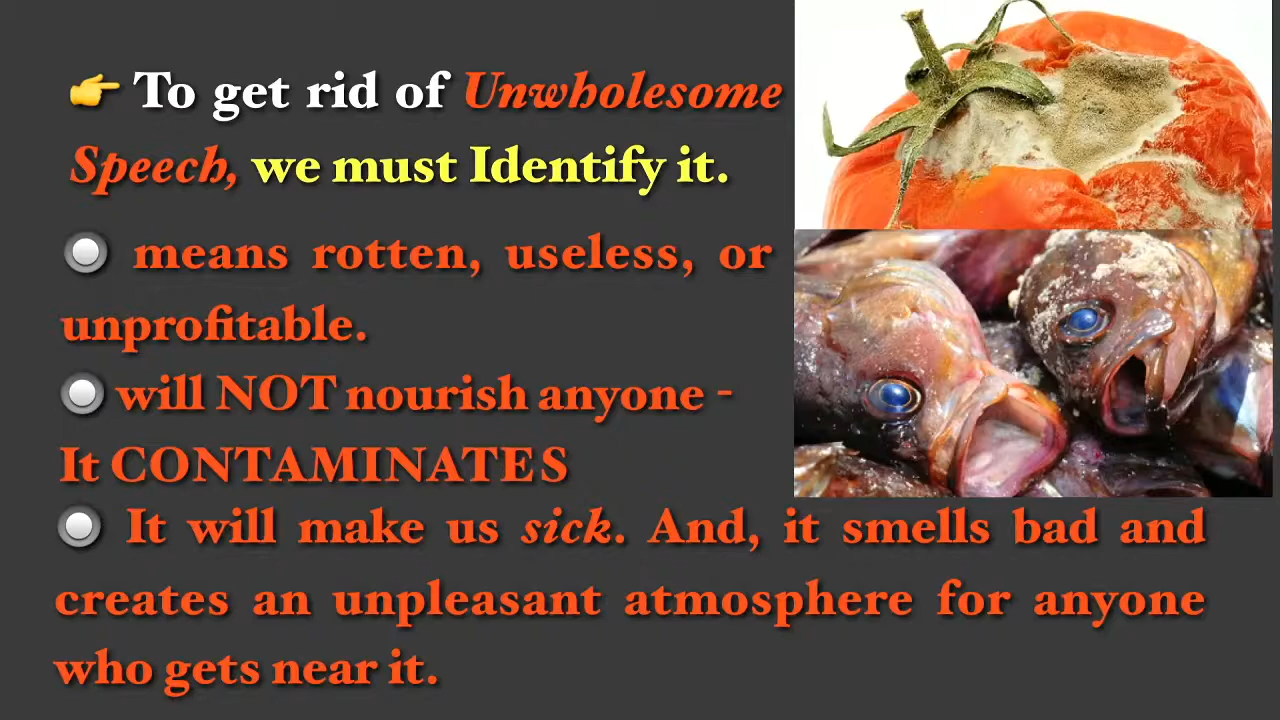 👉 To get rid of Unwholesome
Speech, we must Identify it.
🔘 means rotten, useless, or
unprofitable.
🔘 will NOT nourish anyone -
It CONTAMINATES
🔘 It will make us sick. And, it smells bad and
creates an unpleasant atmosphere for anyone
who gets near it.